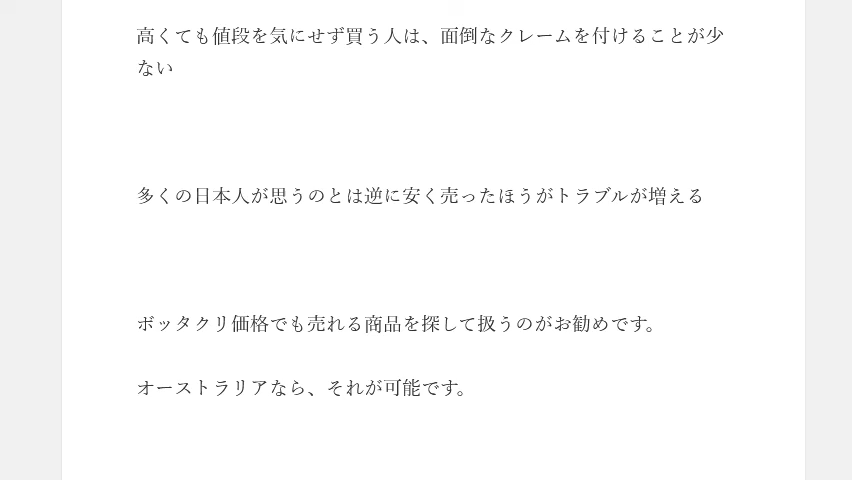 高くても値段を気にせず買う人は、面倒なクレームを付けることが少
ない
多くの日本人が思うのとは逆に安く売ったほうがトラブルが増える
ボッタクリ価格でも売れる商品を探して扱うのがお勧めです。
オーストラリアなら、それが可能です。